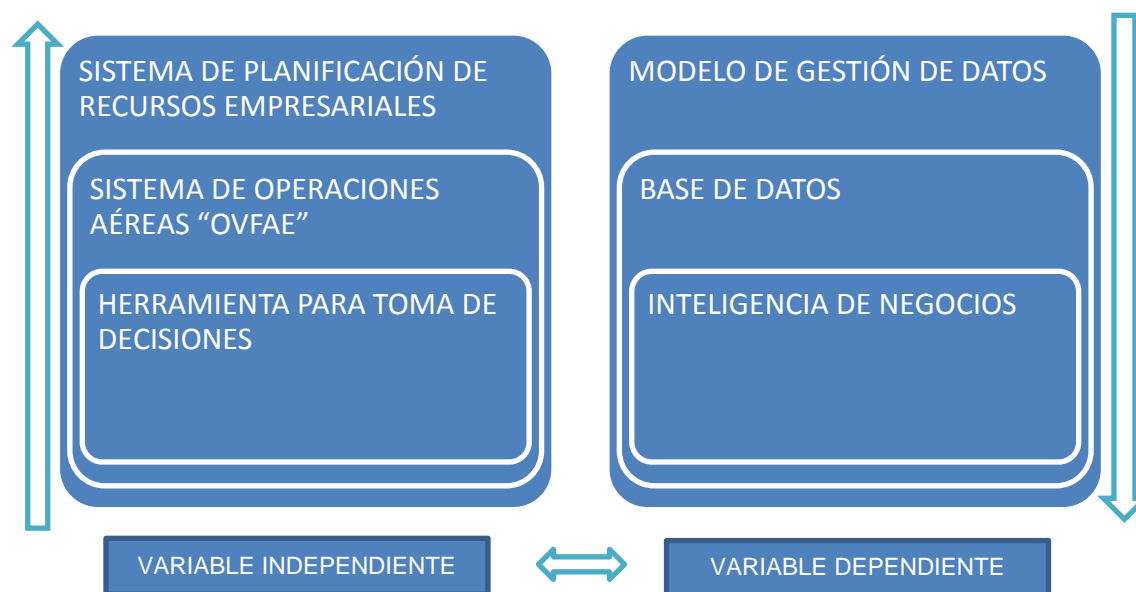 SISTEMA DE PLANIFICACIÓN DE
RECURSOS EMPRESARIALES
SISTEMA DE OPERACIONES
AÉREAS “OVFAE”
HERRAMIENTA PARA TOMA DE
DECISIONES
MODELO DE GESTIÓN DE DATOS
BASE DE DATOS
INTELIGENCIA DE NEGOCIOS
VARIABLE INDEPENDIENTE
VARIABLE DEPENDIENTE